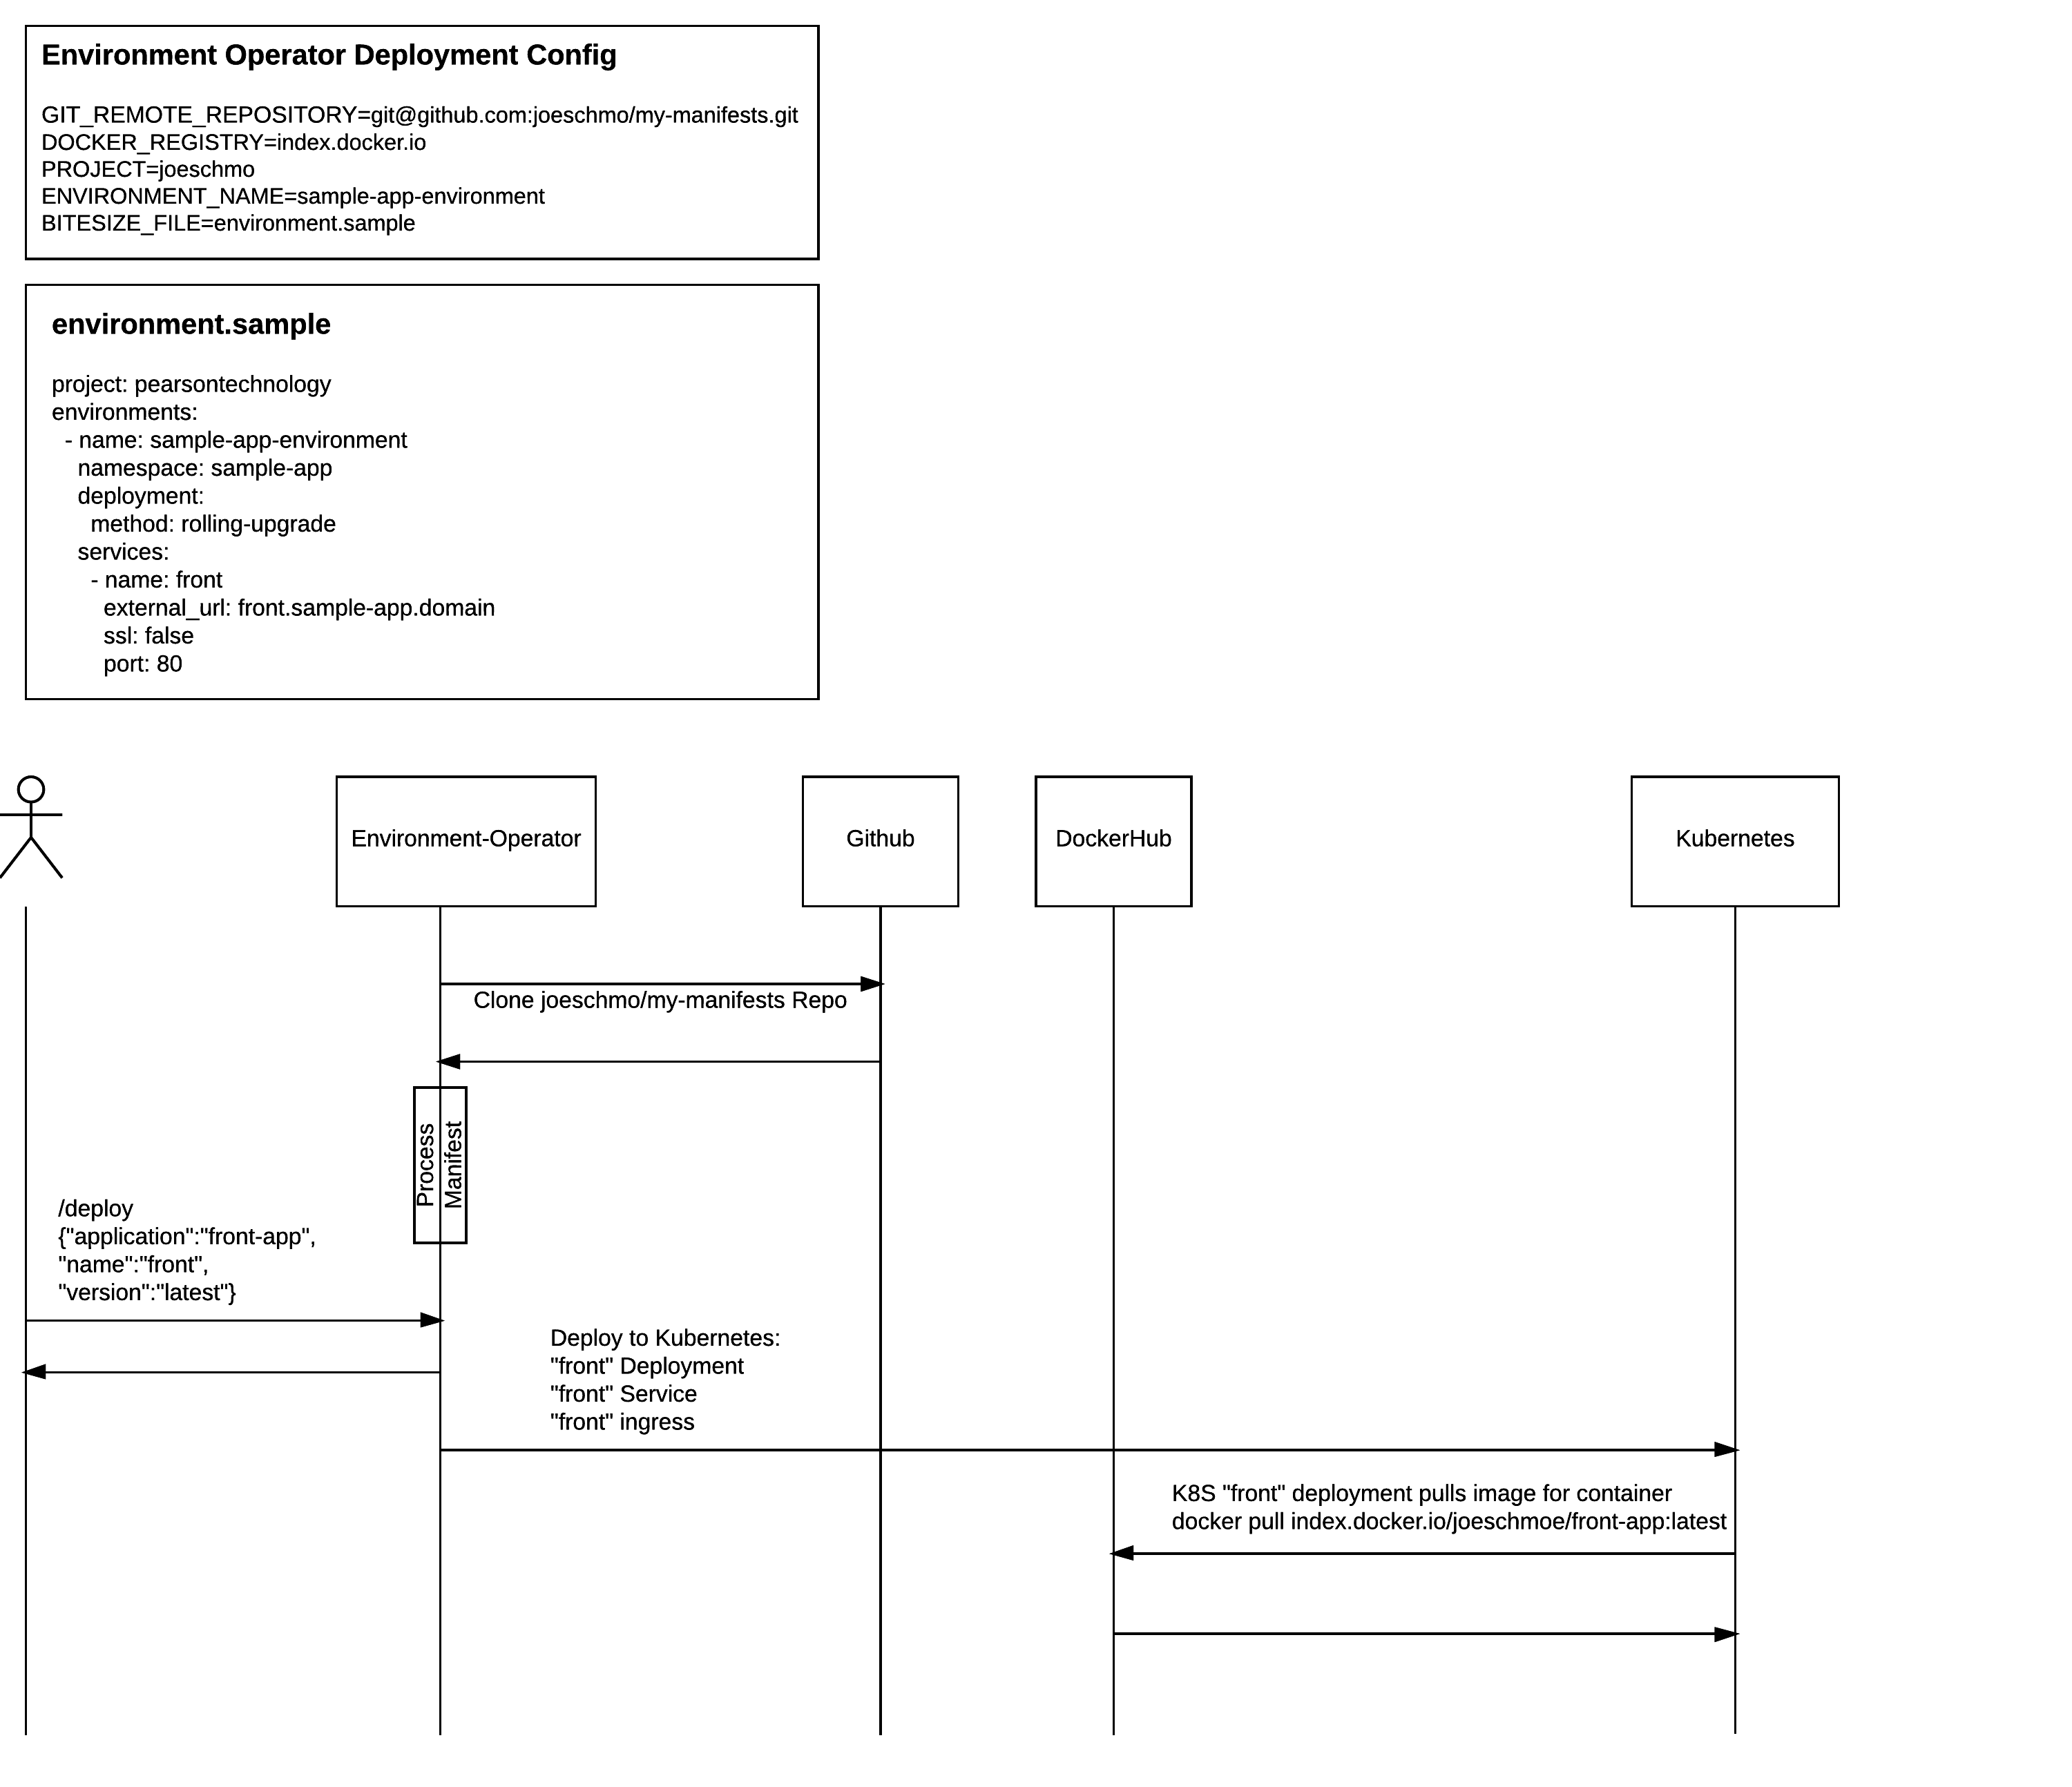 Environment Operator Deployment Config
GIT_REMOTE_REPOSITORY=git@github.com:joeschmo/my-manifests.git
DOCKER_REGISTRY=index.docker.io
PROJECT=joeschmo
ENVIRONMENT_NAME=sample-app-environment
BITESIZE_FILE=environment.sample
environment.sample
project: pearsontechnology
environments:
  - name: sample-app-environment
    namespace: sample-app
    deployment:
      method: rolling-upgrade
    services:
      - name: front
        external_url: front.sample-app.domain
        ssl: false
        port: 80
Environment-Operator
Github
DockerHub
Kubernetes
Clone joeschmo/my-manifests Repo
Process
Manifest
/deploy
{"application":"front-app",
"name":"front",
"version":"latest"}
Deploy to Kubernetes:
"front" Deployment
"front" Service
"front" ingress
K8S "front" deployment pulls image for container
docker pull index.docker.io/joeschmoe/front-app:latest